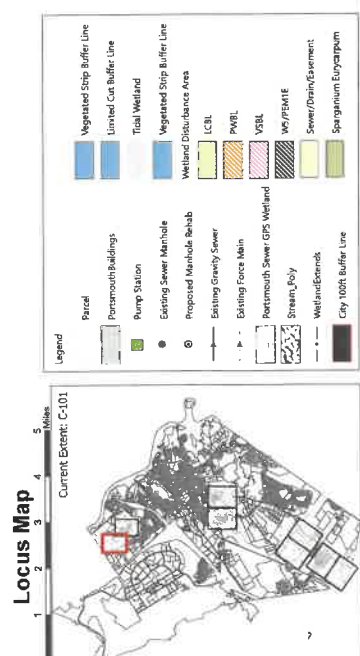 Locus Map
1
2
3
4
5
Miles
Current Extent: C-101
Legend
Parcel
PortsmouthBuildings
Pump Station
Existing Sewer Manhole
Proposed Manhole Rehab
Existing Gravity Sewer
Existing Force Main
Portsmouth Sewer GPS Wetland
Stream_Poly
WetlandExtends
City 100ft Buffer Line
Vegetated Strip Buffer Line
Limited Cut Buffer Line
Tidal Wetland
Vegetated Strip Buffer Line
Wetland Disturbance Area
LCBL
PWBL
VSBL
W5/PEM1E
Sewer/Drain/Easement
Sparganium Eurycarpum